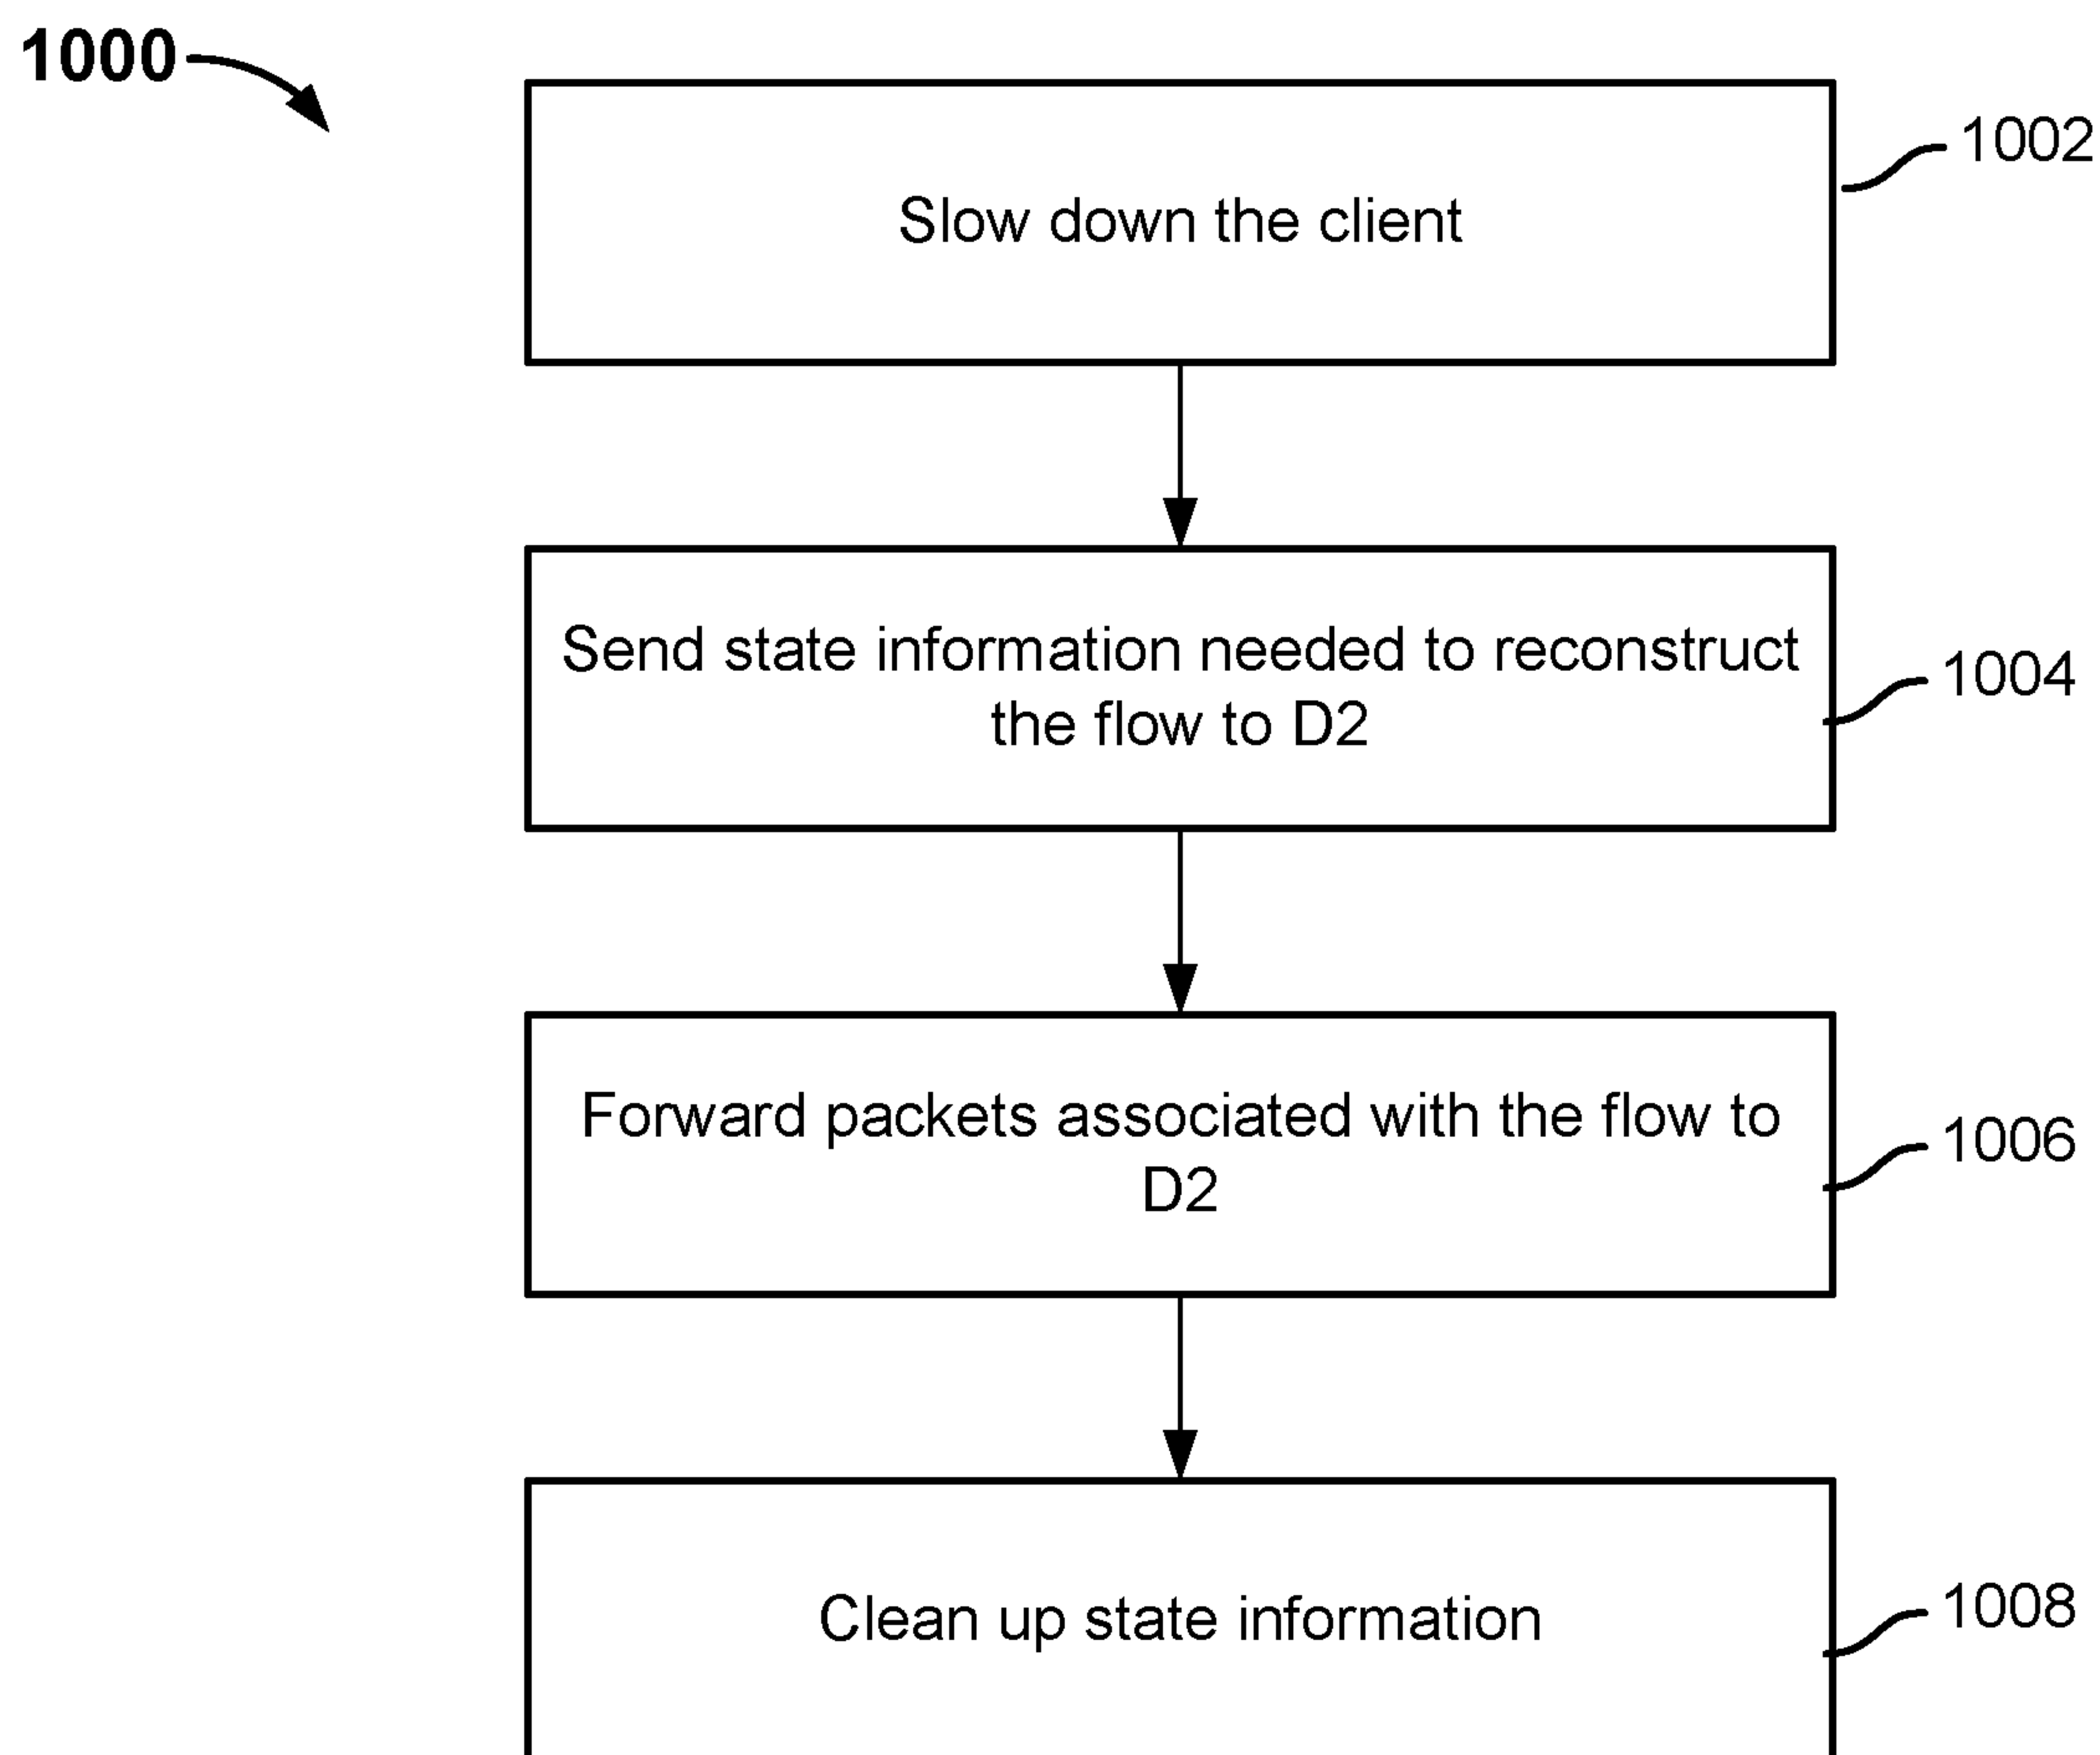 1000
Slow down the client
1002
Send state information needed to reconstruct
the flow to D2
1004
Forward packets associated with the flow to
D2
1006
Clean up state information
1008